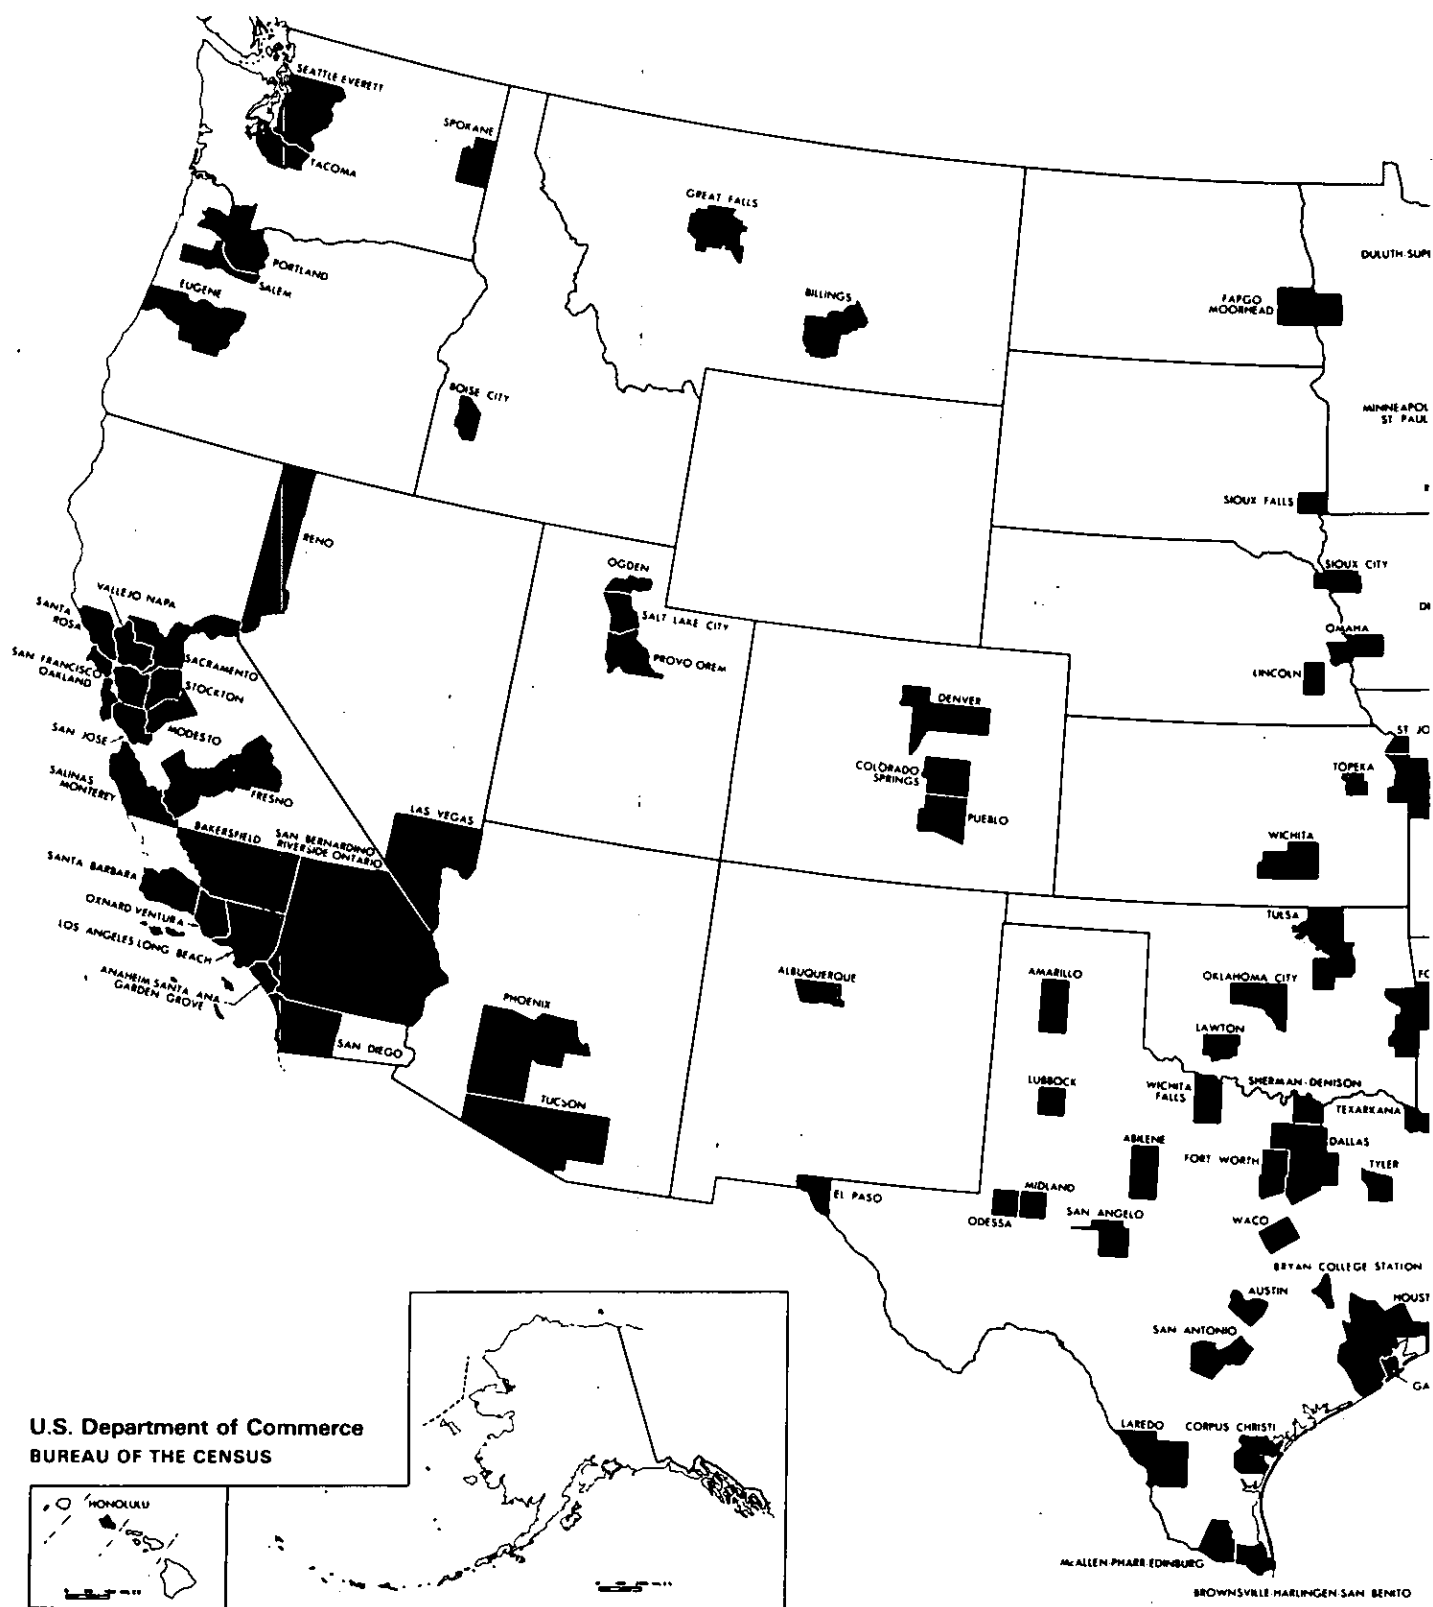 SEATTLE EVERETT
SPOKANE
TACOMA
GREAT FALLS
DULUTH-SUPE
PORTLAND
SALEM
EUGENE
BILLINGS
FARGO
MOORHEAD
BOISE CITY
MINNEAPOL
ST PAUL
SIOUX FALLS
RENO
OGDEN
SIOUX CITY
VALLEJO NAPA
SANTA
ROSA
SALT LAKE CITY
OMAHA
SAN FRANCISCO
OAKLAND
SACRAMENTO
PROVO OREM
LINCOLN
STOCKTON
DENVER
SAN JOSE
MODESTO
ST JO
COLORADO
SPRINGS
TOPEKA
SALINAS
MONTEREY
FRESNO
LAS VEGAS
PUEBLO
BAKERSFIELD
SAN BERNARDINO
RIVERSIDE ONTARIO
WICHITA
SANTA BARBARA
OXNARD VENTURA
TULSA
LOS ANGELES LONG BEACH
ANAHEIM SANTA ANA
GARDEN GROVE
ALBUQUERQUE
AMARILLO
OKLAHOMA CITY
FO
PHOENIX
LAWTON
SAN DIEGO
LUBBOCK
WICHITA
FALLS
SHERMAN-DENISON
TUCSON
TEXARKANA
ABILENE
DALLAS
FORT WORTH
TYLER
EL PASO
MIDLAND
ODESSA
SAN ANGELO
WACO
BRYAN COLLEGE STATION
AUSTIN
HOUST
SAN ANTONIO
GA
U.S. Department of Commerce
BUREAU OF THE CENSUS
LAREDO
CORPUS CHRISTI
HONOLULU
McALLEN-PHARR-EDINBURG
BROWNSVILLE-HARLINGEN-SAN BENITO